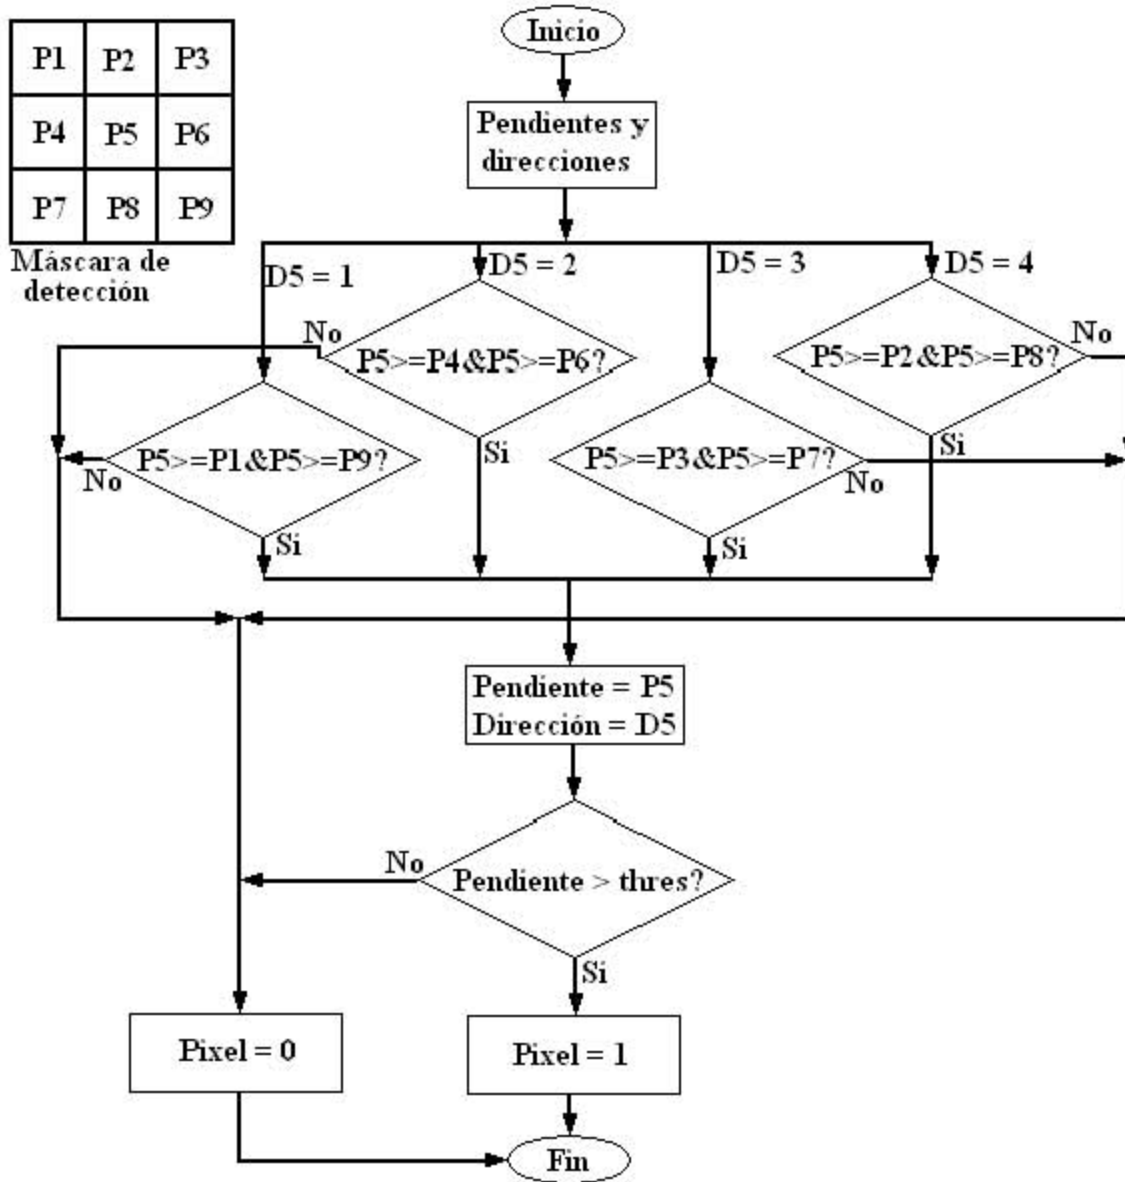 Inicio
P1 P2 P3
P4 P5 P6
P7 P8 P9
Máscara de
detección
Pendientes y
direcciones
D5 = 1
D5 = 2
D5 = 3
D5 = 4
No
P5>=P4&P5>=P6?
Si
P5>=P2&P5>=P8?
No
Si
P5>=P1&P5>=P9?
No
Si
P5>=P3&P5>=P7?
No
Si
Pendiente = P5
Dirección = D5
No
Pendiente > thres?
Si
Pixel = 0
Pixel = 1
Fin